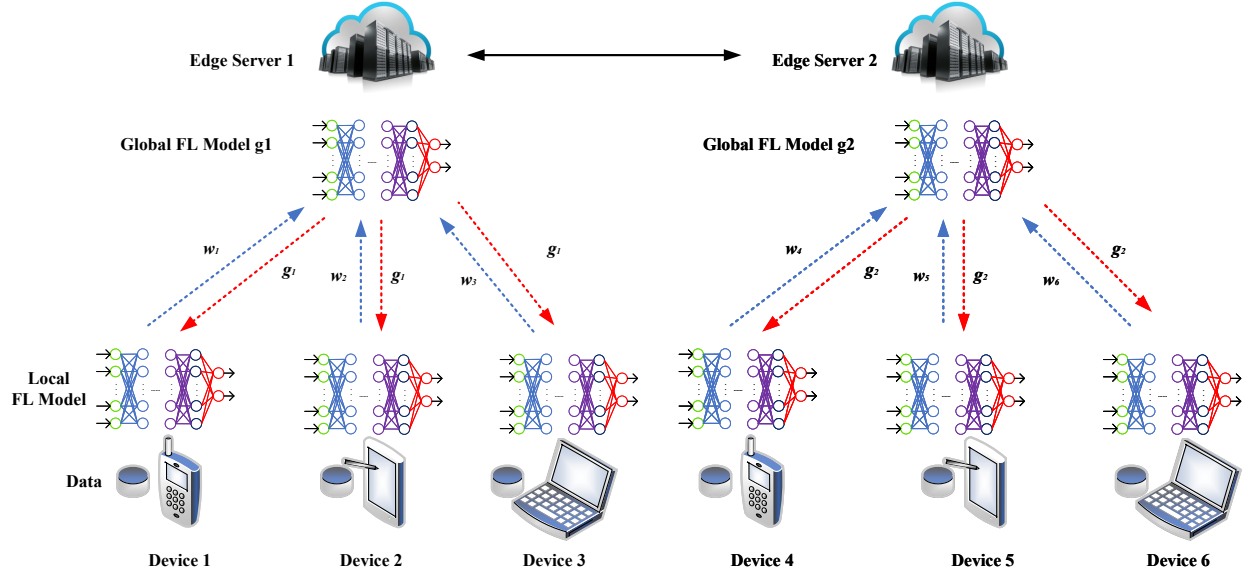 Edge Server 1
Edge Server 2
Global FL Model g1
Global FL Model g2
w₁
g₁
w₂
g₁
w₃
g₁
w₄
g₂
w₅
g₂
w₆
g₂
Local
FL Model
Data
Device 1
Device 2
Device 3
Device 4
Device 5
Device 6